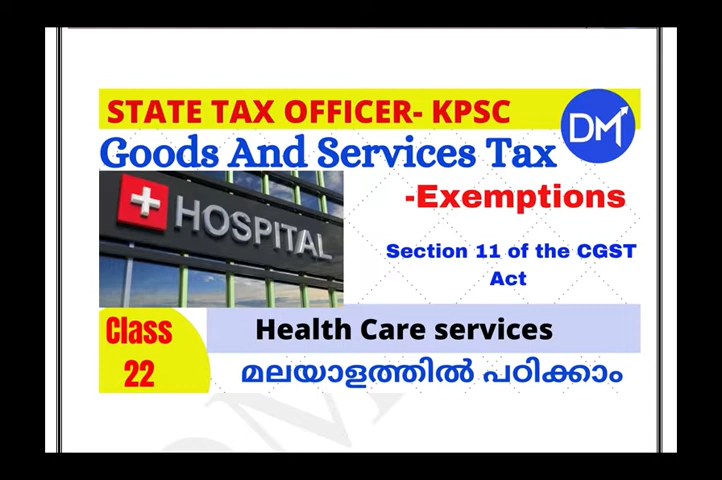 STATE TAX OFFICER- KPSC
DM
Goods And Services Tax
-Exemptions
HOSPITAL
Section 11 of the CGST
Act
Class
22
Health Care services
മലയാളത്തിൽ പഠിക്കാം